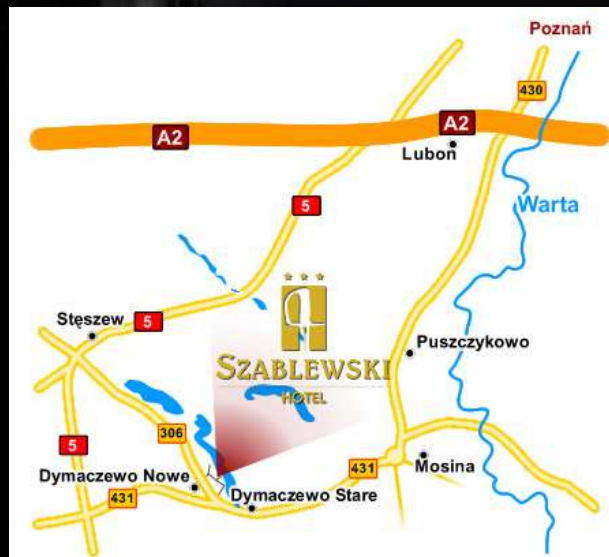 Poznań
430
A2
A2
Luboń
5
Warta
5
Stęszew
Puszczykowo
SZABLEWSKI
HOTEL
306
5
431
Mosina
Dymaczewo Nowe
431
Dymaczewo Stare